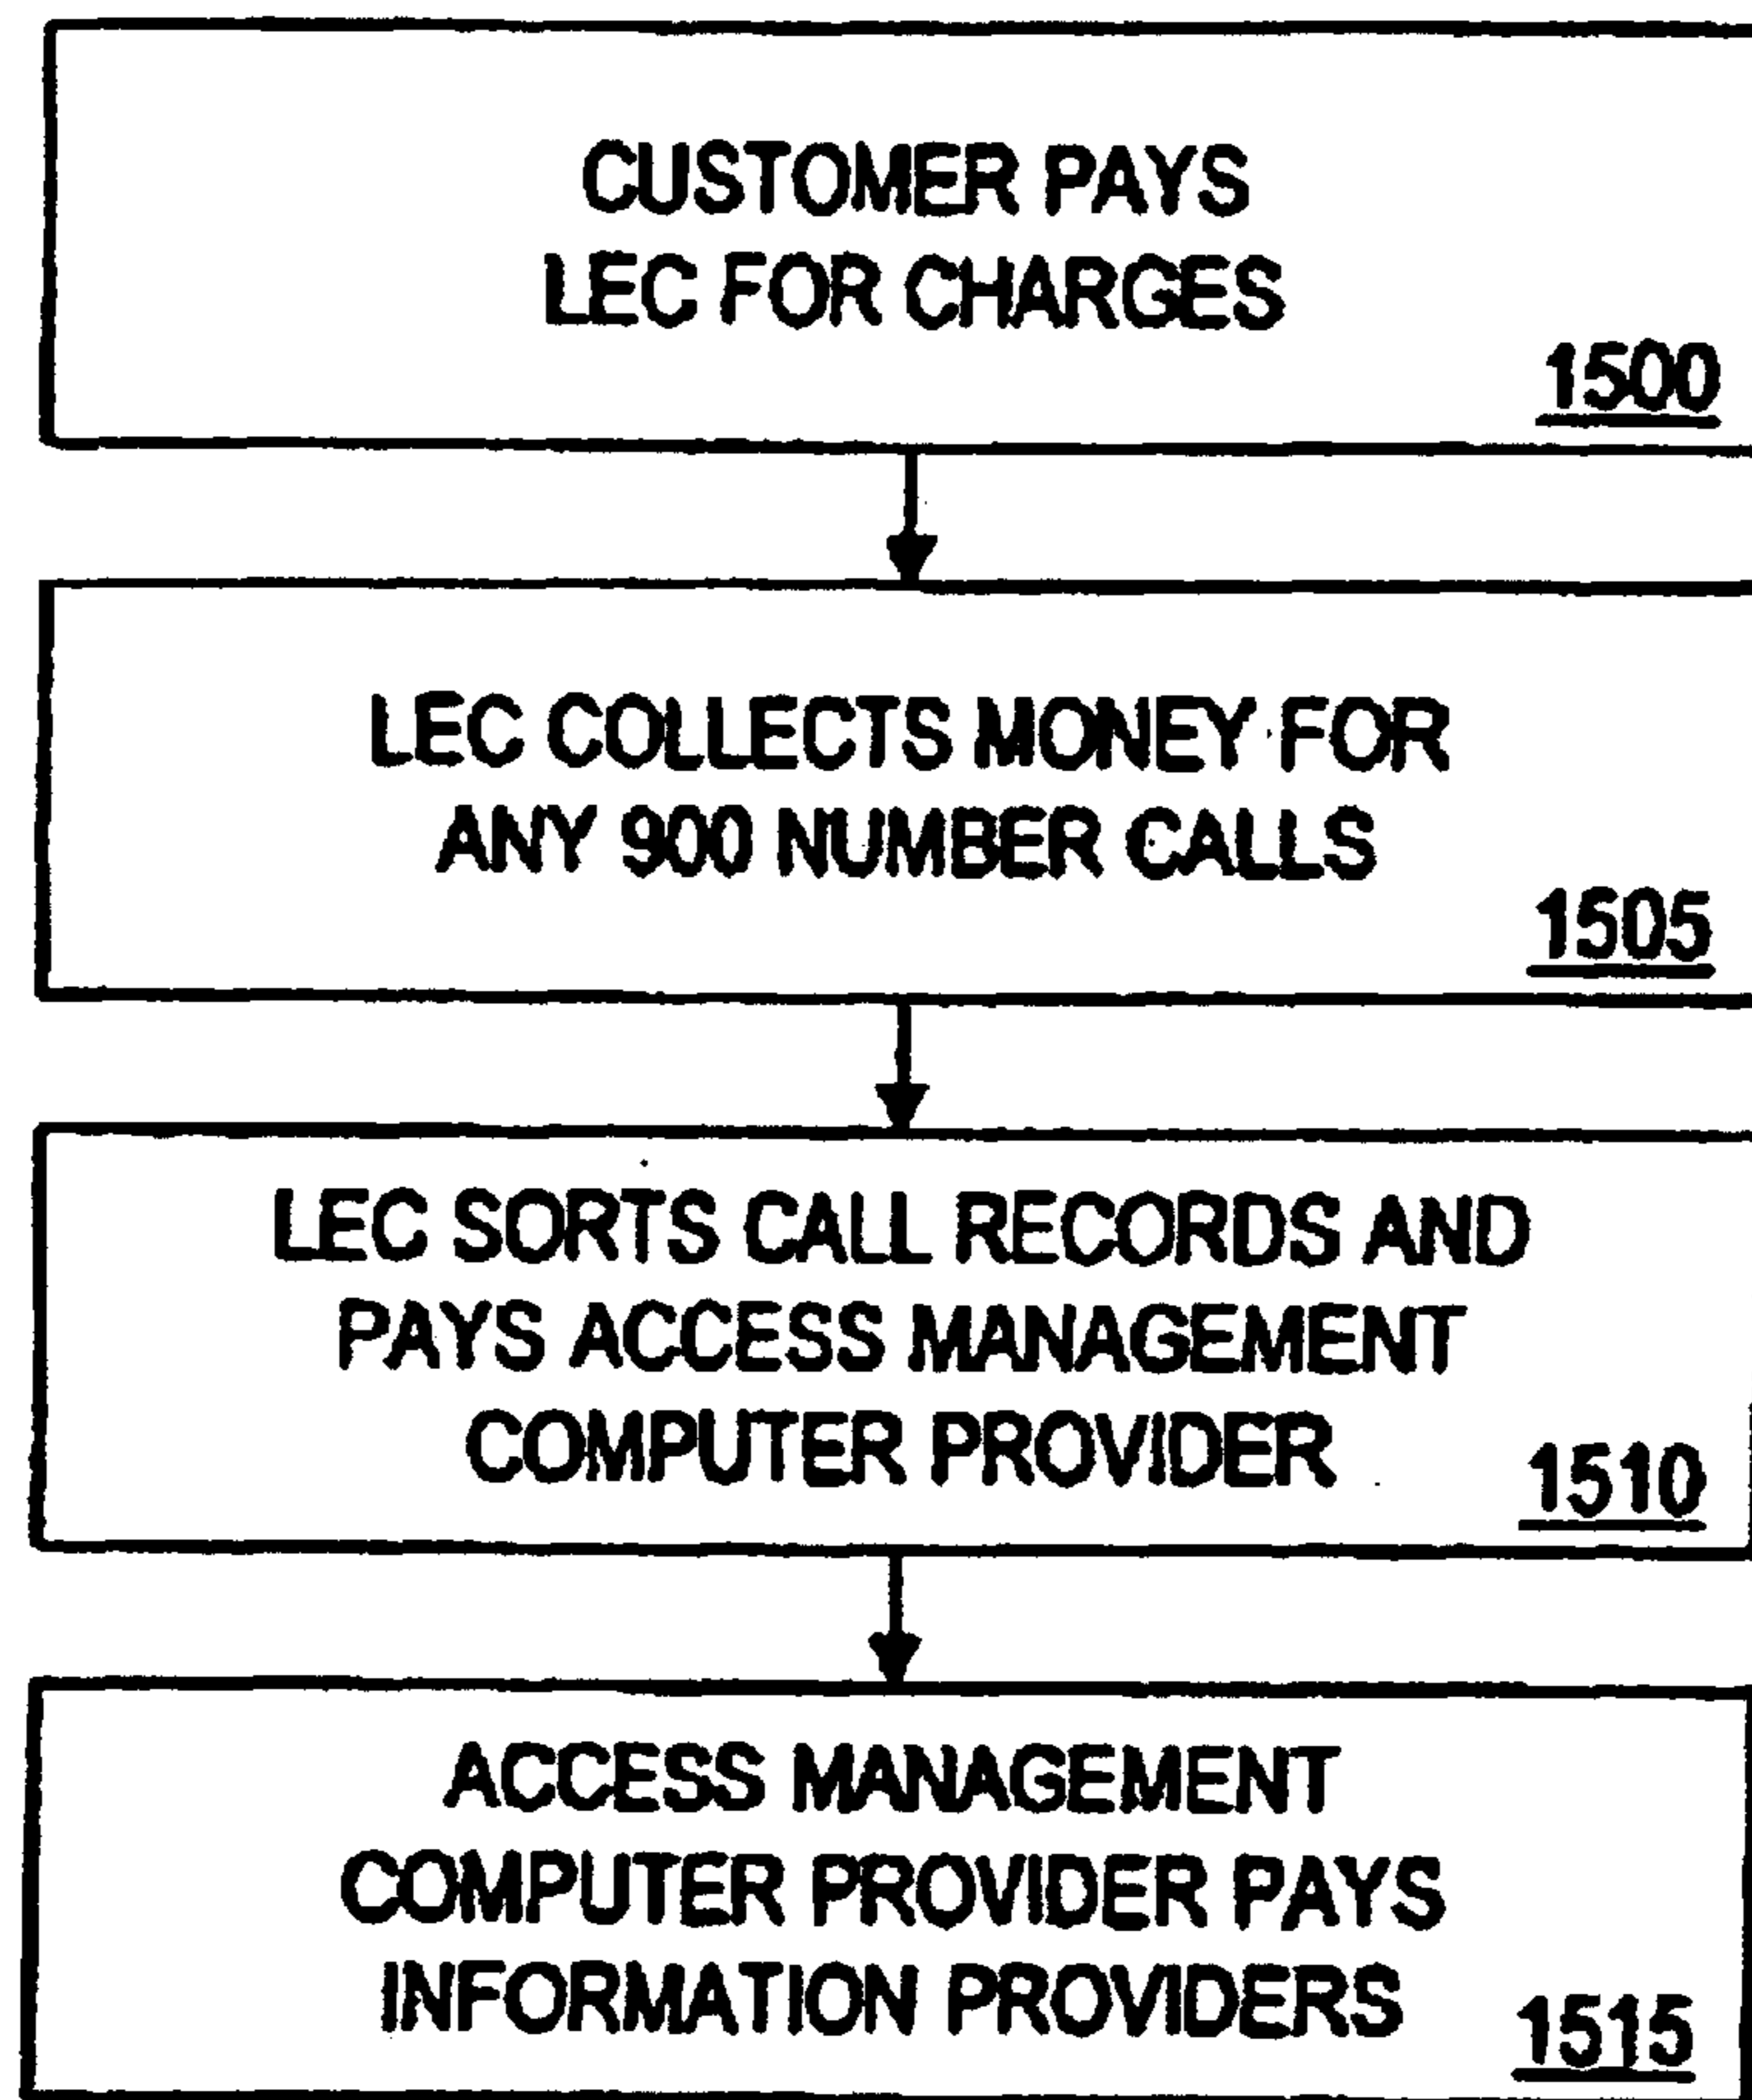 CUSTOMER PAYS
LEC FOR CHARGES
1500
LEC COLLECTS MONEY FOR
ANY 900 NUMBER CALLS
1505
LEC SORTS CALL RECORDS AND
PAYS ACCESS MANAGEMENT
COMPUTER PROVIDER
1510
ACCESS MANAGEMENT
COMPUTER PROVIDER PAYS
INFORMATION PROVIDERS
1515